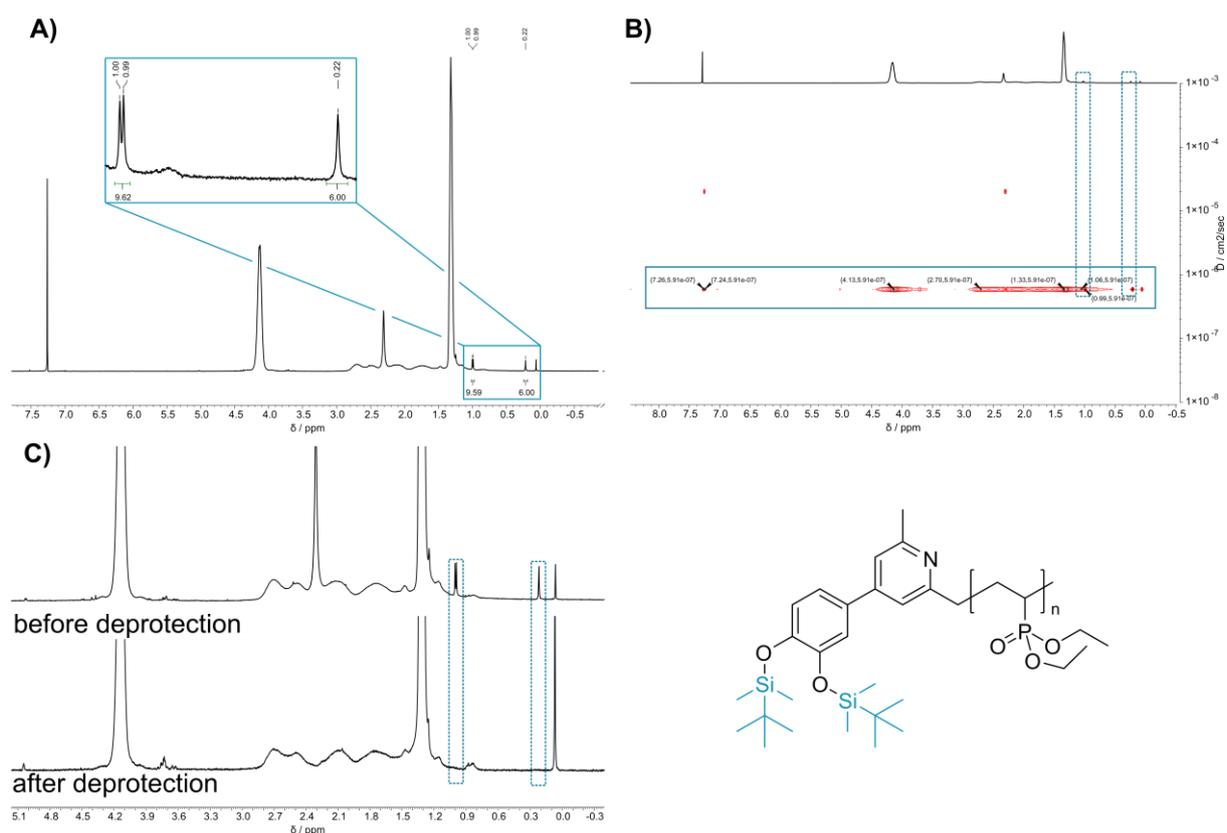 A)
1.00
0.99
0.22
1.00
0.99
0.22
9.62
6.00
9.59
6.00
7.5 7.0 6.5 6.0 5.5 5.0 4.5 4.0 3.5 3.0 2.5 2.0 1.5 1.0 0.5 0.0 -0.5
δ / ppm
B)
1×10⁻³
1×10⁻⁴
1×10⁻⁵
1×10⁻⁶
1×10⁻⁷
1×10⁻⁸
D / cm2/sec
{7.26,5.91e-07} {7.24,5.91e-07} {4.13,5.91e-07} {2.70,5.91e-07} {1.33,5.91e-07} {1.06,5.91e-07}
{0.99,5.91e-07}
8.0 7.5 7.0 6.5 6.0 5.5 5.0 4.5 4.0 3.5 3.0 2.5 2.0 1.5 1.0 0.5 0.0 -0.5
δ / ppm
C)
before deprotection
after deprotection
5.1 4.8 4.5 4.2 3.9 3.6 3.3 3.0 2.7 2.4 2.1 1.8 1.5 1.2 0.9 0.6 0.3 0.0 -0.3
δ / ppm
N
n
O
P
O
O
O
O
Si
Si